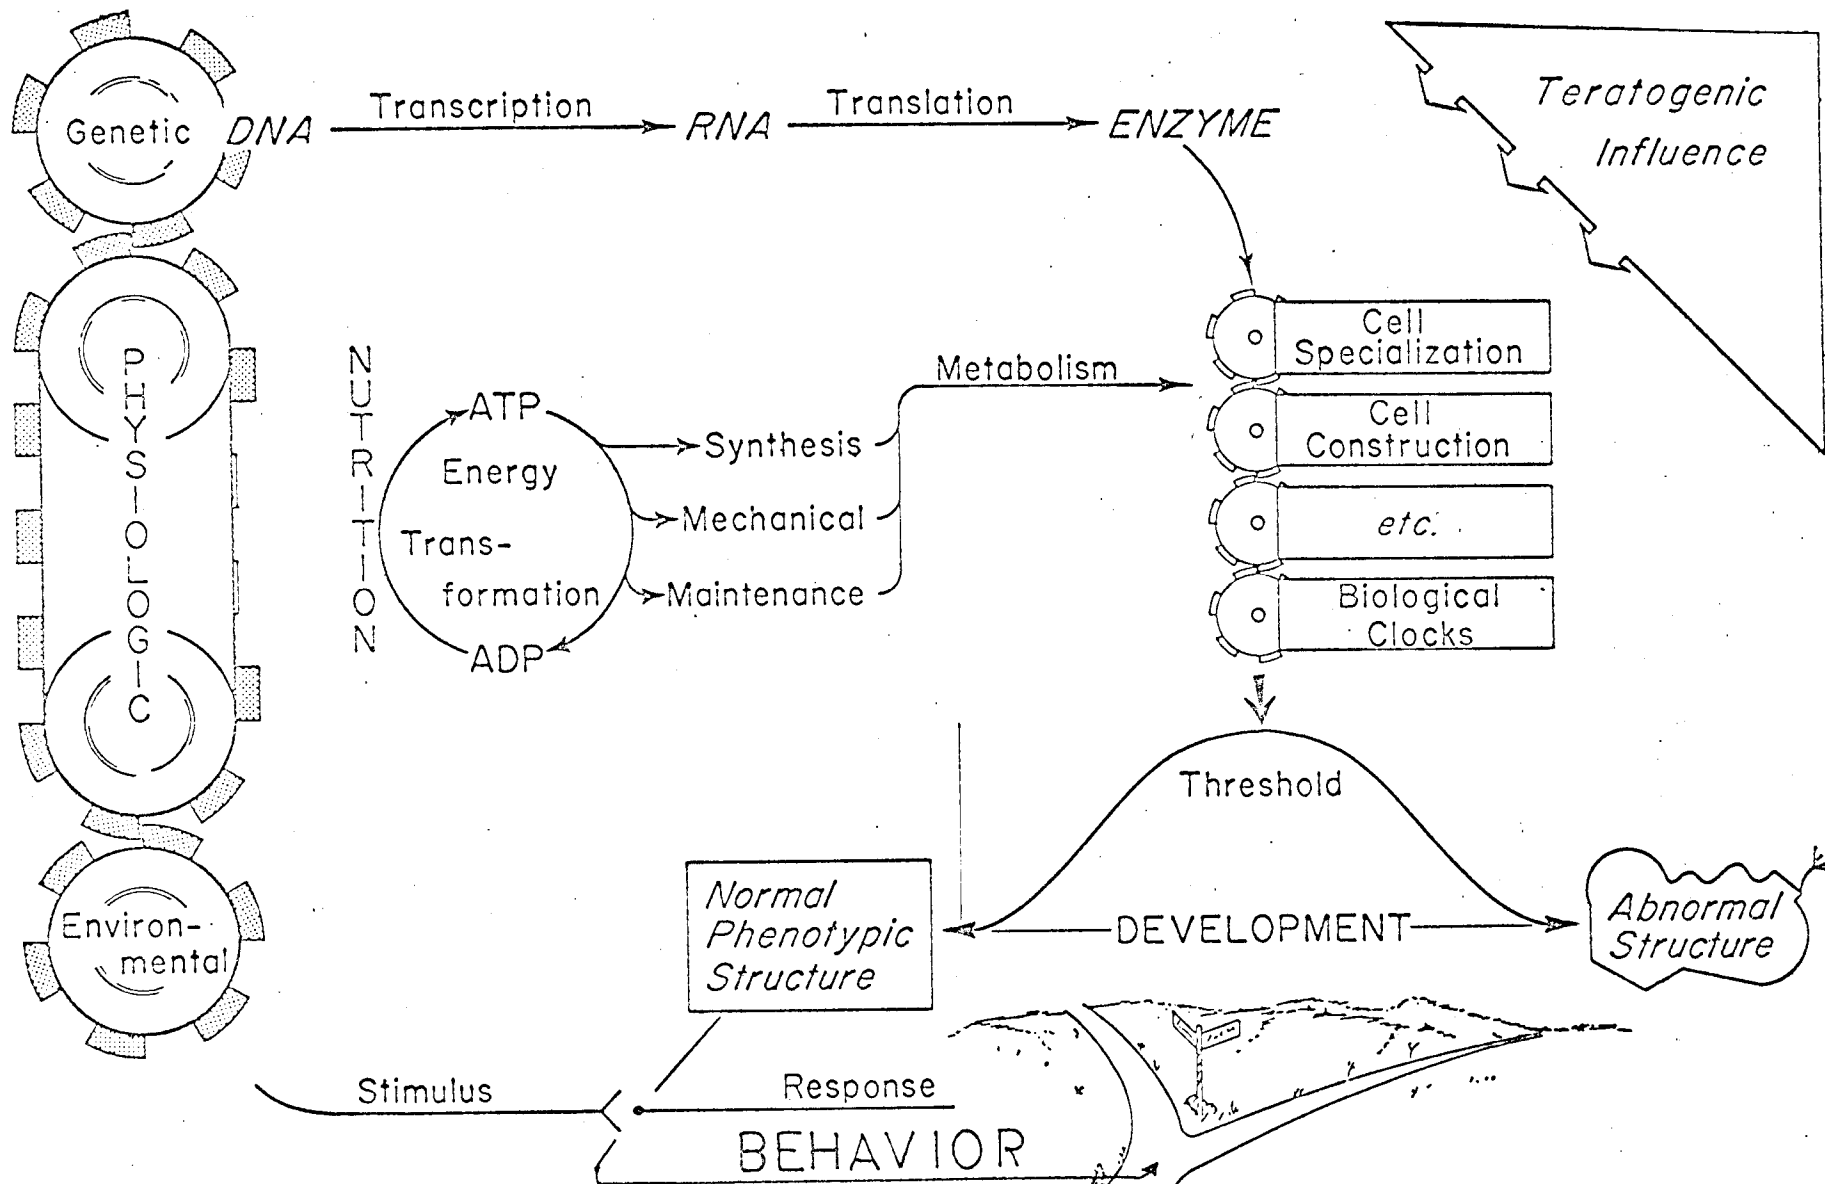 Genetic
DNA
Transcription
RNA
Translation
ENZYME
Teratogenic
Influence
PHYSIOLOGIC
NUTRITION
ATP
Energy
Trans-
formation
ADP
Synthesis
Mechanical
Maintenance
Metabolism
Cell
Specialization
Cell
Construction
etc.
Biological
Clocks
Threshold
Normal
Phenotypic
Structure
DEVELOPMENT
Abnormal
Structure
Environ-
mental
Stimulus
Response
BEHAVIOR